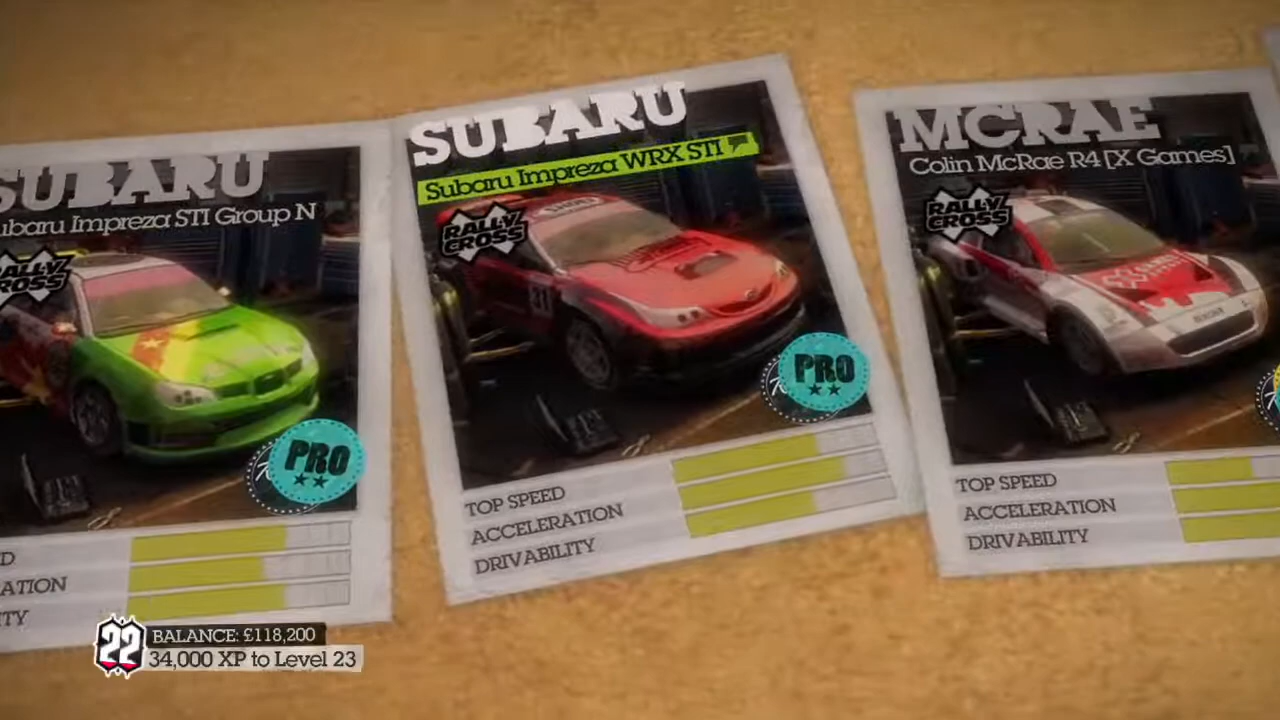 SUBARU
ubaru Impreza STI Group N
RALLY
CROSS
PRO
D
ATION
TY
SUBARU
Subaru Impreza WRX STI
RALLY
CROSS
31
PRO
TOP SPEED
ACCELERATION
DRIVABILITY
MCRAE
Colin McRae R4 [X Games]
RALLY
CROSS
TOP SPEED
ACCELERATION
DRIVABILITY
22
BALANCE: £118,200
34,000 XP to Level 23